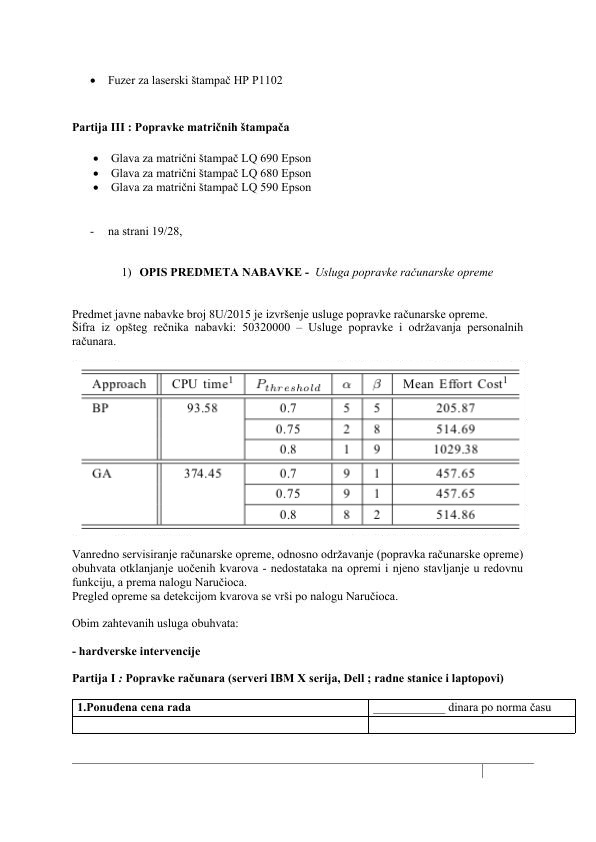 • Fuzer za laserski štampač HP P1102
Partija III : Popravke matričnih štampača
• Glava za matrični štampač LQ 690 Epson
• Glava za matrični štampač LQ 680 Epson
• Glava za matrični štampač LQ 590 Epson
- na strani 19/28,
1) OPIS PREDMETA NABAVKE - Usluga popravke računarske opreme
Predmet javne nabavke broj 8U/2015 je izvršenje usluge popravke računarske opreme.
Šifra iz opšteg rečnika nabavki: 50320000 – Usluge popravke i održavanja personalnih
računara.
Approach CPU time1 Pthreshold α β Mean Effort Cost1
BP 93.58 0.7 5 5 205.87
0.75 2 8 514.69
0.8 1 9 1029.38
GA 374.45 0.7 9 1 457.65
0.75 9 1 457.65
0.8 8 2 514.86
Vanredno servisiranje računarske opreme, odnosno održavanje (popravka računarske opreme)
obuhvata otklanjanje uočenih kvarova - nedostataka na opremi i njeno stavljanje u redovnu
funkciju, a prema nalogu Naručioca.
Pregled opreme sa detekcijom kvarova se vrši po nalogu Naručioca.
Obim zahtevanih usluga obuhvata:
- hardverske intervencije
Partija I : Popravke računara (serveri IBM X serija, Dell ; radne stanice i laptopovi)
1.Ponuđena cena rada ____________ dinara po norma času